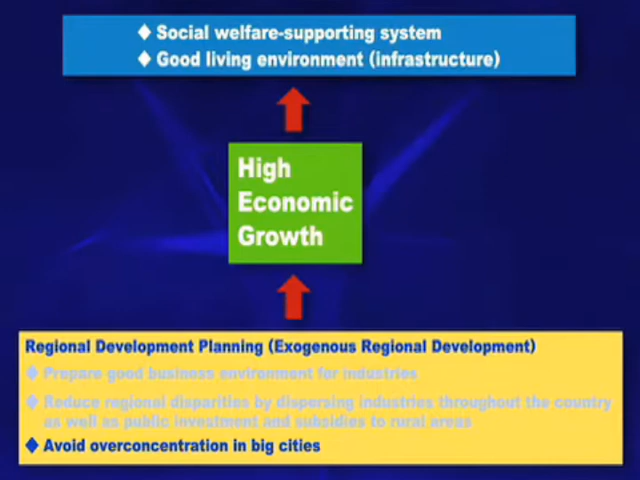 ◆ Social welfare-supporting system
◆ Good living environment (infrastructure)
High
Economic
Growth
Regional Development Planning (Exogenous Regional Development)
◆ Prepare good business environment for industries
◆ Reduce regional disparities by dispersing industries throughout the country
as well as public investment and subsidies to rural areas
◆ Avoid overconcentration in big cities